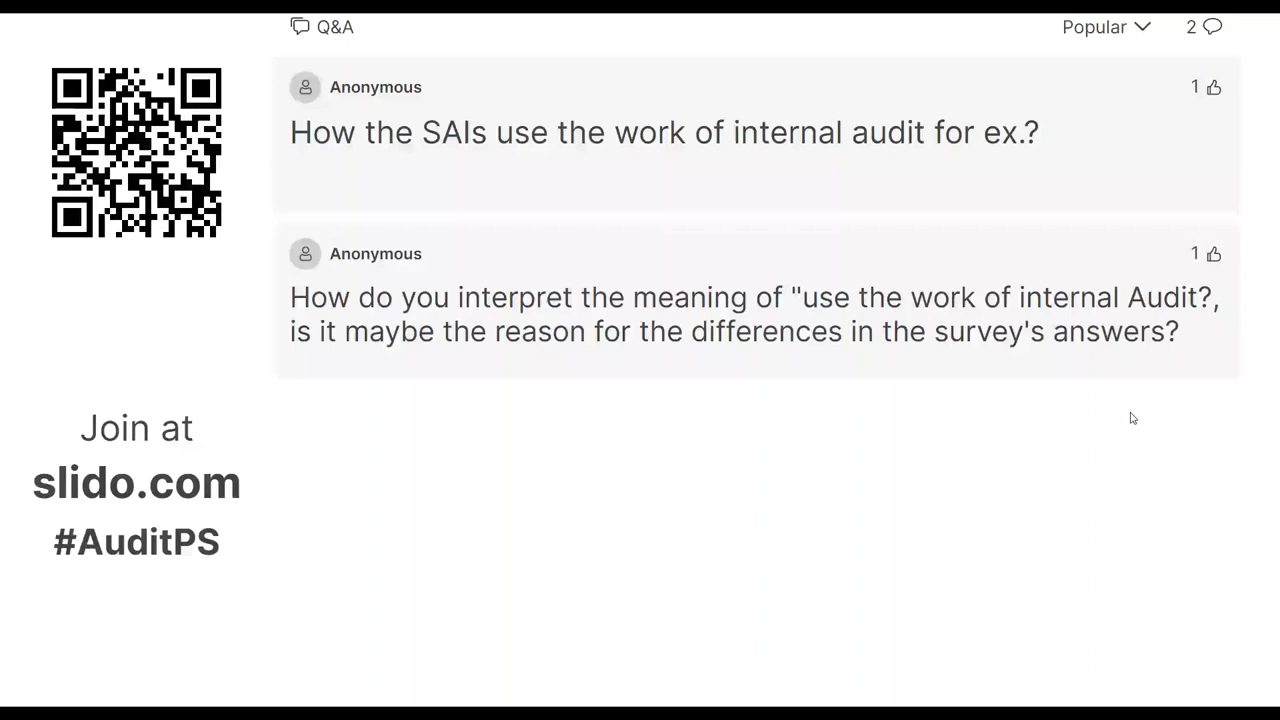 Q&A
Popular
2
Anonymous
1
How the SAIs use the work of internal audit for ex.?
Anonymous
1
How do you interpret the meaning of "use the work of internal Audit?,
is it maybe the reason for the differences in the survey's answers?
Join at
slido.com
#AuditPS